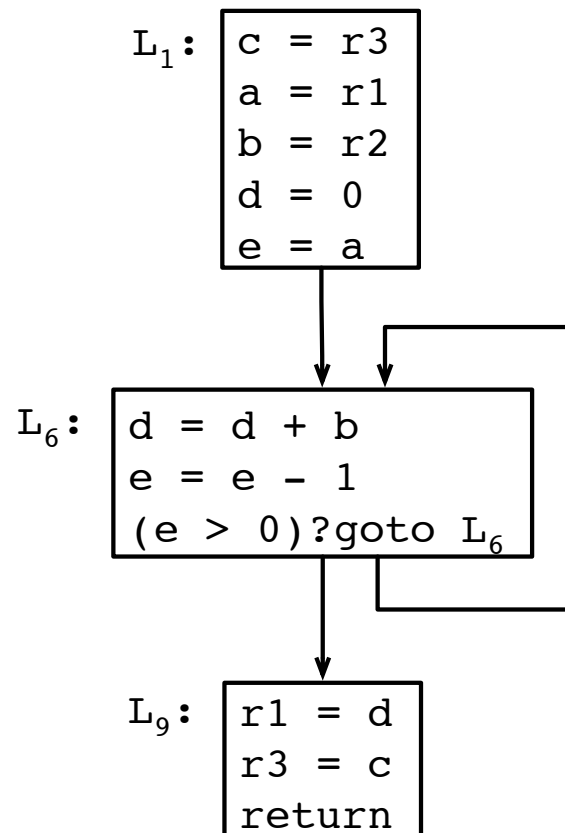 L₁: c = r3
a = r1
b = r2
d = 0
e = a
L₆: d = d + b
e = e - 1
(e > 0)?goto L₆
L₉: r1 = d
r3 = c
return